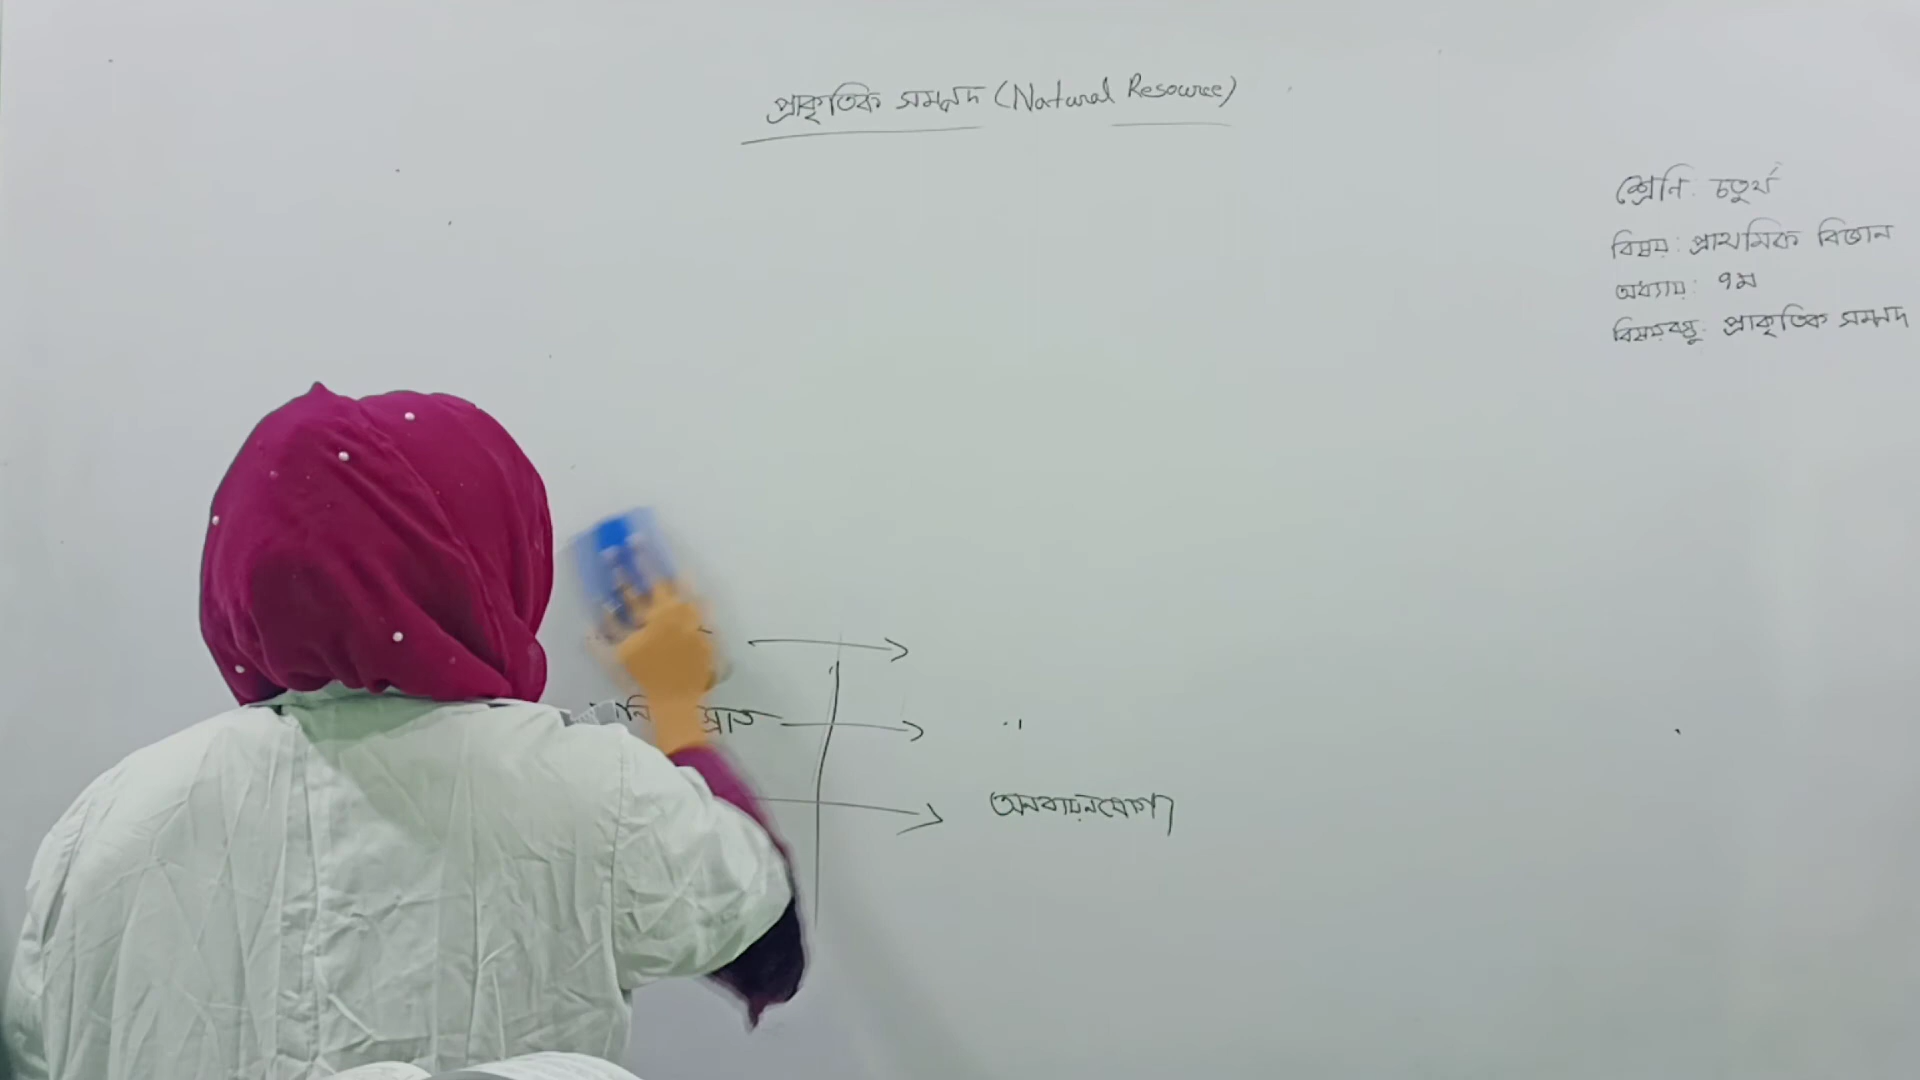 প্রাকৃতিক সম্পদ (Natural Resource)
শ্রেণি: চতুর্থ
বিষয়: প্রাথমিক বিজ্ঞান
অধ্যায়: ৭ম
বিষয়বস্তু: প্রাকৃতিক সম্পদ
অনবায়নযোগ্য